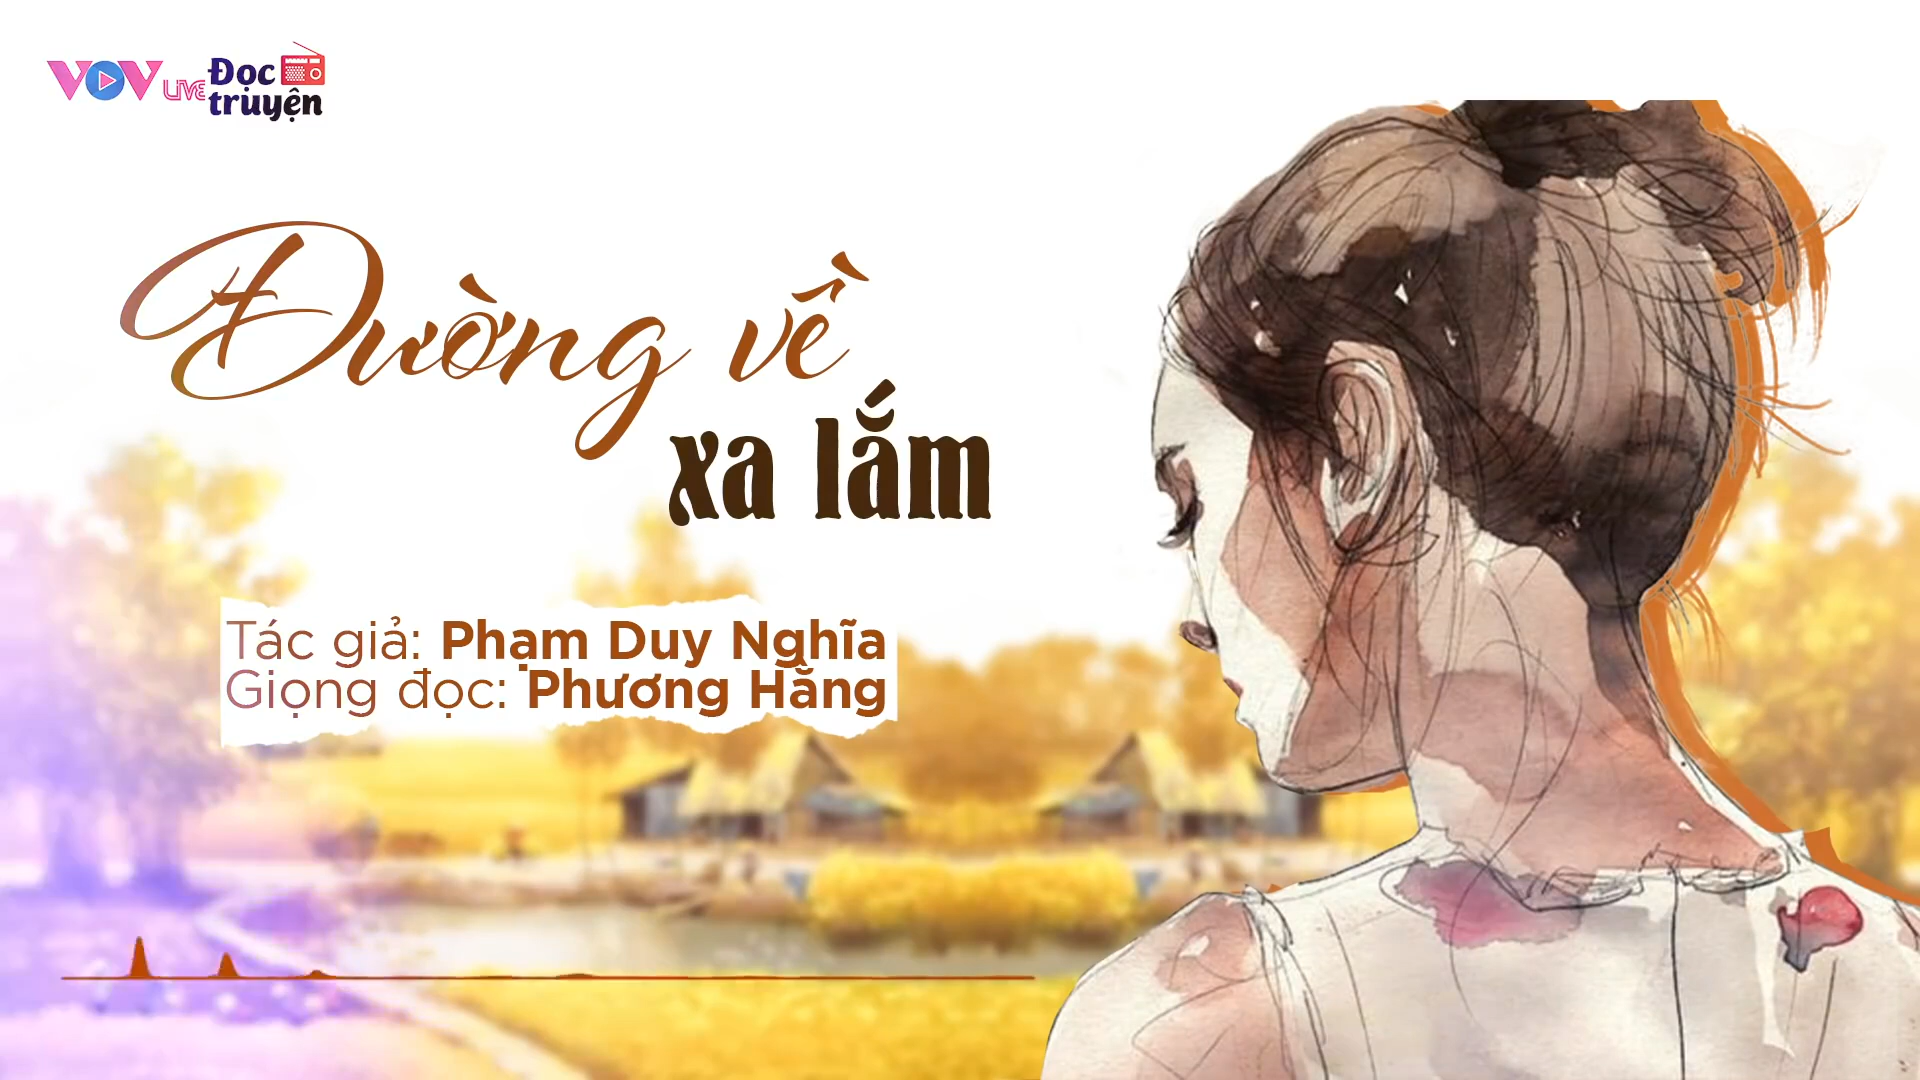 VOV LIVE Đọc
truyện
Đường về
xa lắm
Tác giả: Phạm Duy Nghĩa
Giọng đọc: Phương Hằng